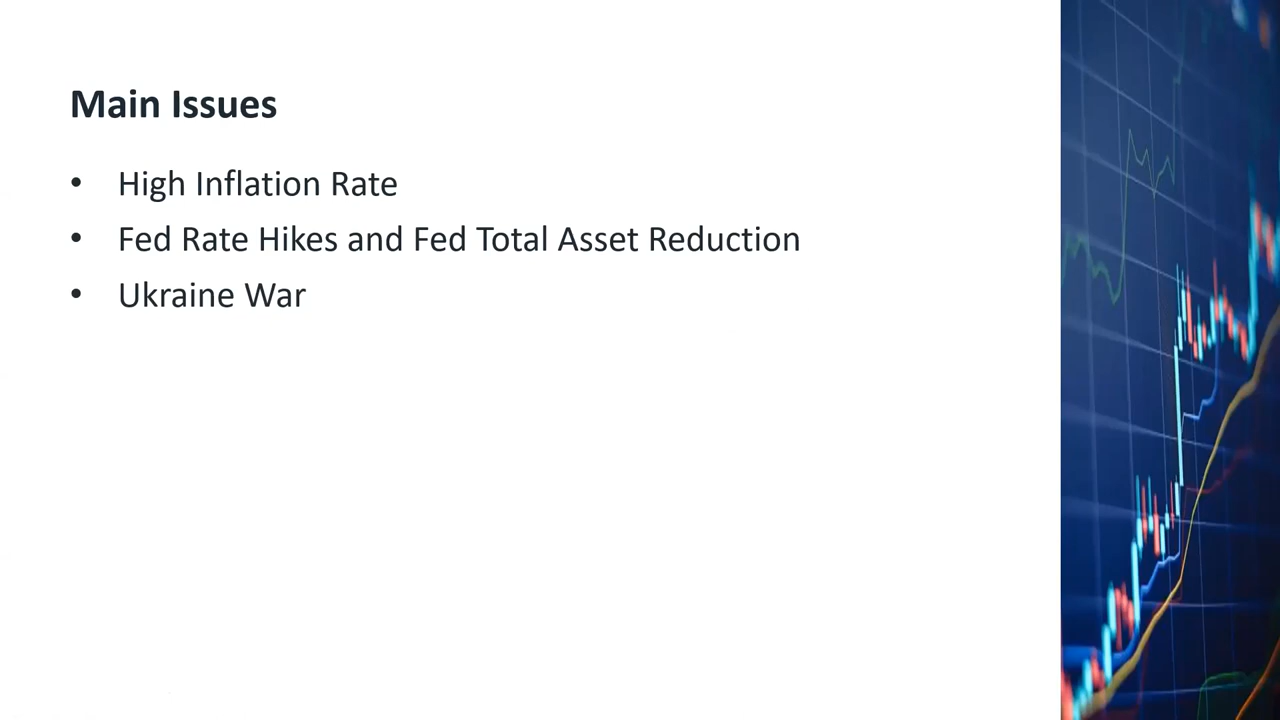 Main Issues
• High Inflation Rate
• Fed Rate Hikes and Fed Total Asset Reduction
• Ukraine War